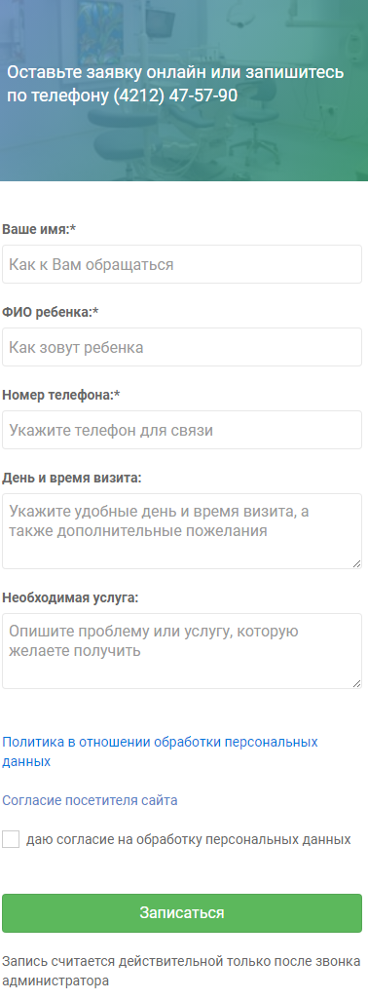 Оставьте заявку онлайн или запишитесь
по телефону (4212) 47-57-90
Ваше имя:*
Как к Вам обращаться
ФИО ребенка:*
Как зовут ребенка
Номер телефона:*
Укажите телефон для связи
День и время визита:
Укажите удобные день и время визита, а
также дополнительные пожелания
Необходимая услуга:
Опишите проблему или услугу, которую
желаете получить
Политика в отношении обработки персональных
данных
Согласие посетителя сайта
даю согласие на обработку персональных данных
Записаться
Запись считается действительной только после звонка
администратора